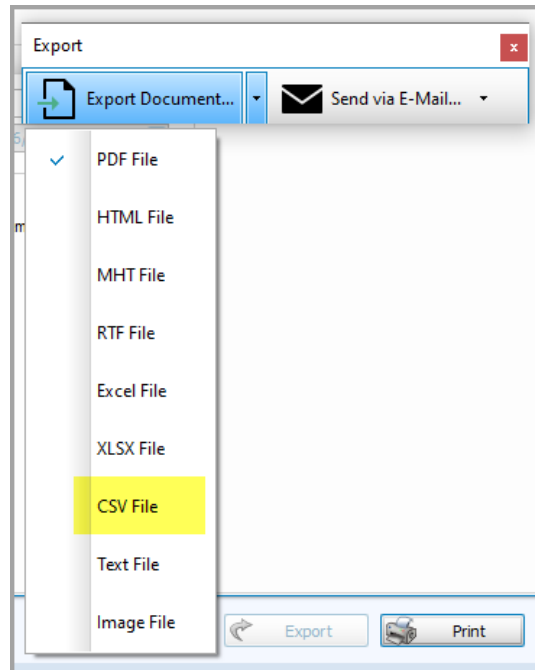 Export
x
Export Document...
Send via E-Mail...
PDF File
HTML File
MHT File
RTF File
Excel File
XLSX File
CSV File
Text File
Image File
Export
Print